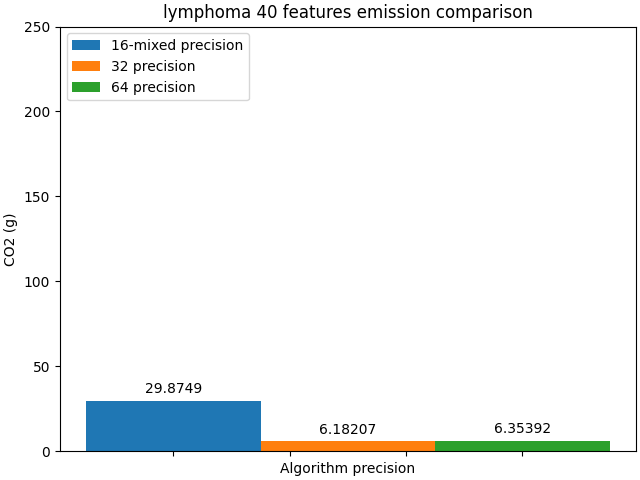 lymphoma 40 features emission comparison
250
16-mixed precision
32 precision
64 precision
200
150
CO2 (g)
100
50
29.8749
6.18207
6.35392
0
Algorithm precision